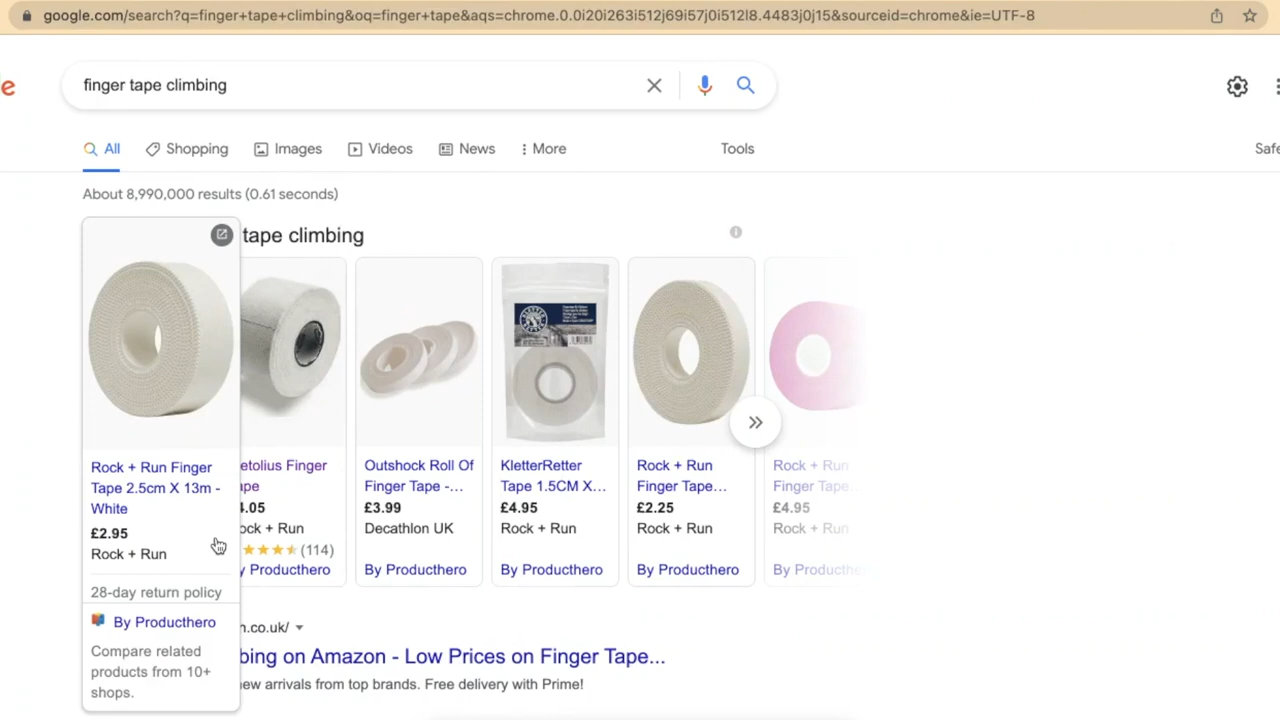 google.com/search?q=finger+tape+climbing&oq=finger+tape&aqs=chrome.0.0i20i263i512j69i57j0i512l8.4483j0j15&sourceid=chrome&ie=UTF-8
e
finger tape climbing
All
Shopping
Images
Videos
News
More
Tools
Safe
About 8,990,000 results (0.61 seconds)
tape climbing
Rock + Run Finger
Tape 2.5cm X 13m -
White
£2.95
Rock + Run
28-day return policy
By Producthero
Compare related
products from 10+
shops.
etolius Finger
ape
4.05
ock + Run
(114)
y Producthero
Outshock Roll Of
Finger Tape -...
£3.99
Decathlon UK
By Producthero
KletterRetter
Tape 1.5CM X...
£4.95
Rock + Run
By Producthero
Rock + Run
Finger Tape...
£2.25
Rock + Run
By Producthero
Rock + Run
Finger Tape...
£4.95
Rock + Run
By Producthero
n.co.uk/
bing on Amazon - Low Prices on Finger Tape...
ew arrivals from top brands. Free delivery with Prime!